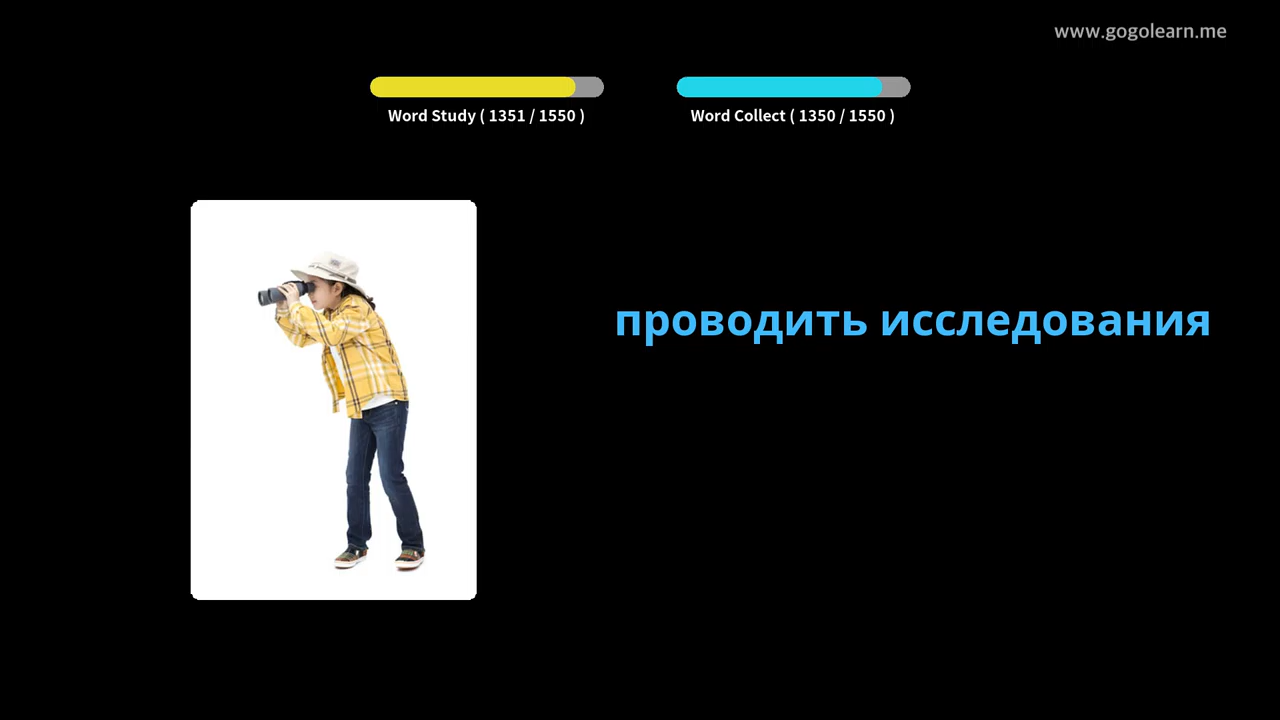 www.gogolearn.me
Word Study ( 1351 / 1550 )
Word Collect ( 1350 / 1550 )
проводить исследования